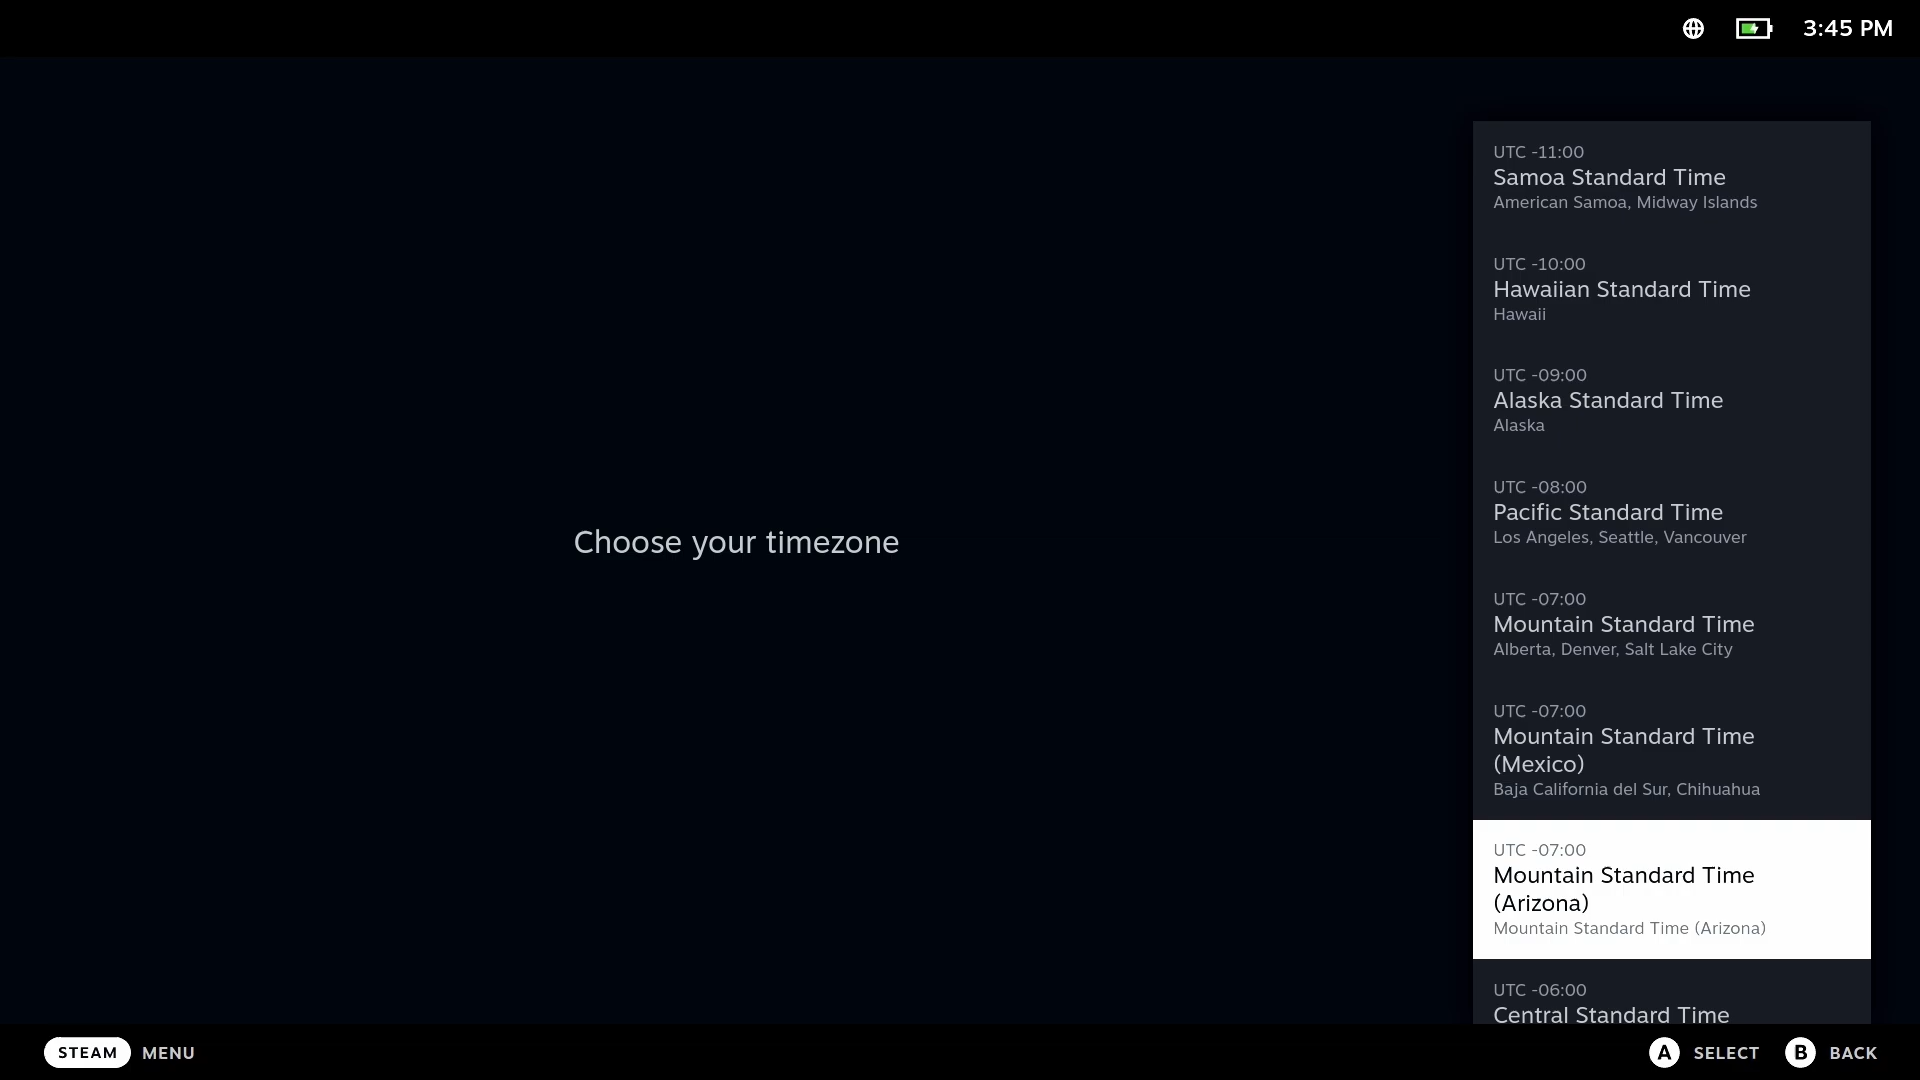 3:45 PM
UTC -11:00
Samoa Standard Time
American Samoa, Midway Islands
UTC -10:00
Hawaiian Standard Time
Hawaii
UTC -09:00
Alaska Standard Time
Alaska
UTC -08:00
Pacific Standard Time
Los Angeles, Seattle, Vancouver
Choose your timezone
UTC -07:00
Mountain Standard Time
Alberta, Denver, Salt Lake City
UTC -07:00
Mountain Standard Time
(Mexico)
Baja California del Sur, Chihuahua
UTC -07:00
Mountain Standard Time
(Arizona)
Mountain Standard Time (Arizona)
UTC -06:00
Central Standard Time
STEAM MENU
A SELECT B BACK